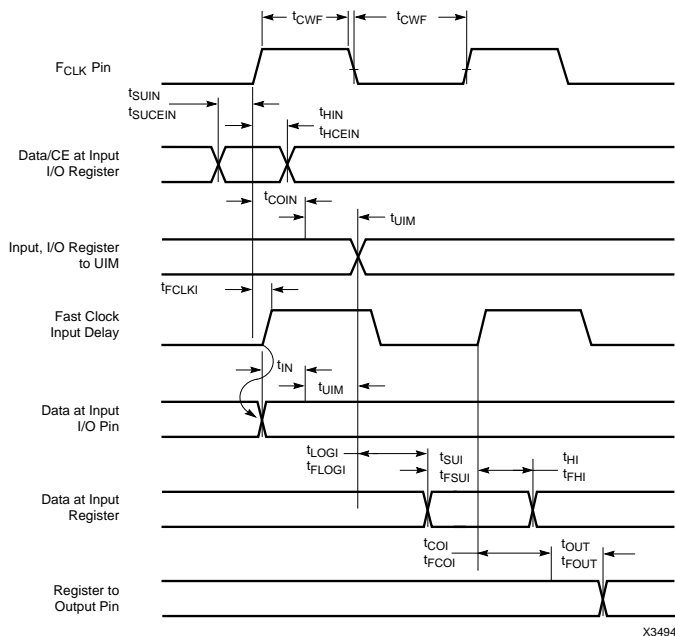 tCWF tCWF
FCLK Pin
tSUIN
tSUCEIN
tHIN
tHCEIN
Data/CE at Input
I/O Register
tCOIN
tUIM
Input, I/O Register
to UIM
tFCLKI
Fast Clock
Input Delay
tIN
tUIM
Data at Input
I/O Pin
tLOGI
tFLOGI
tSUI
tFSUI
tHI
tFHI
Data at Input
Register
tCOI
tFCOI
tOUT
tFOUT
Register to
Output Pin
X3494